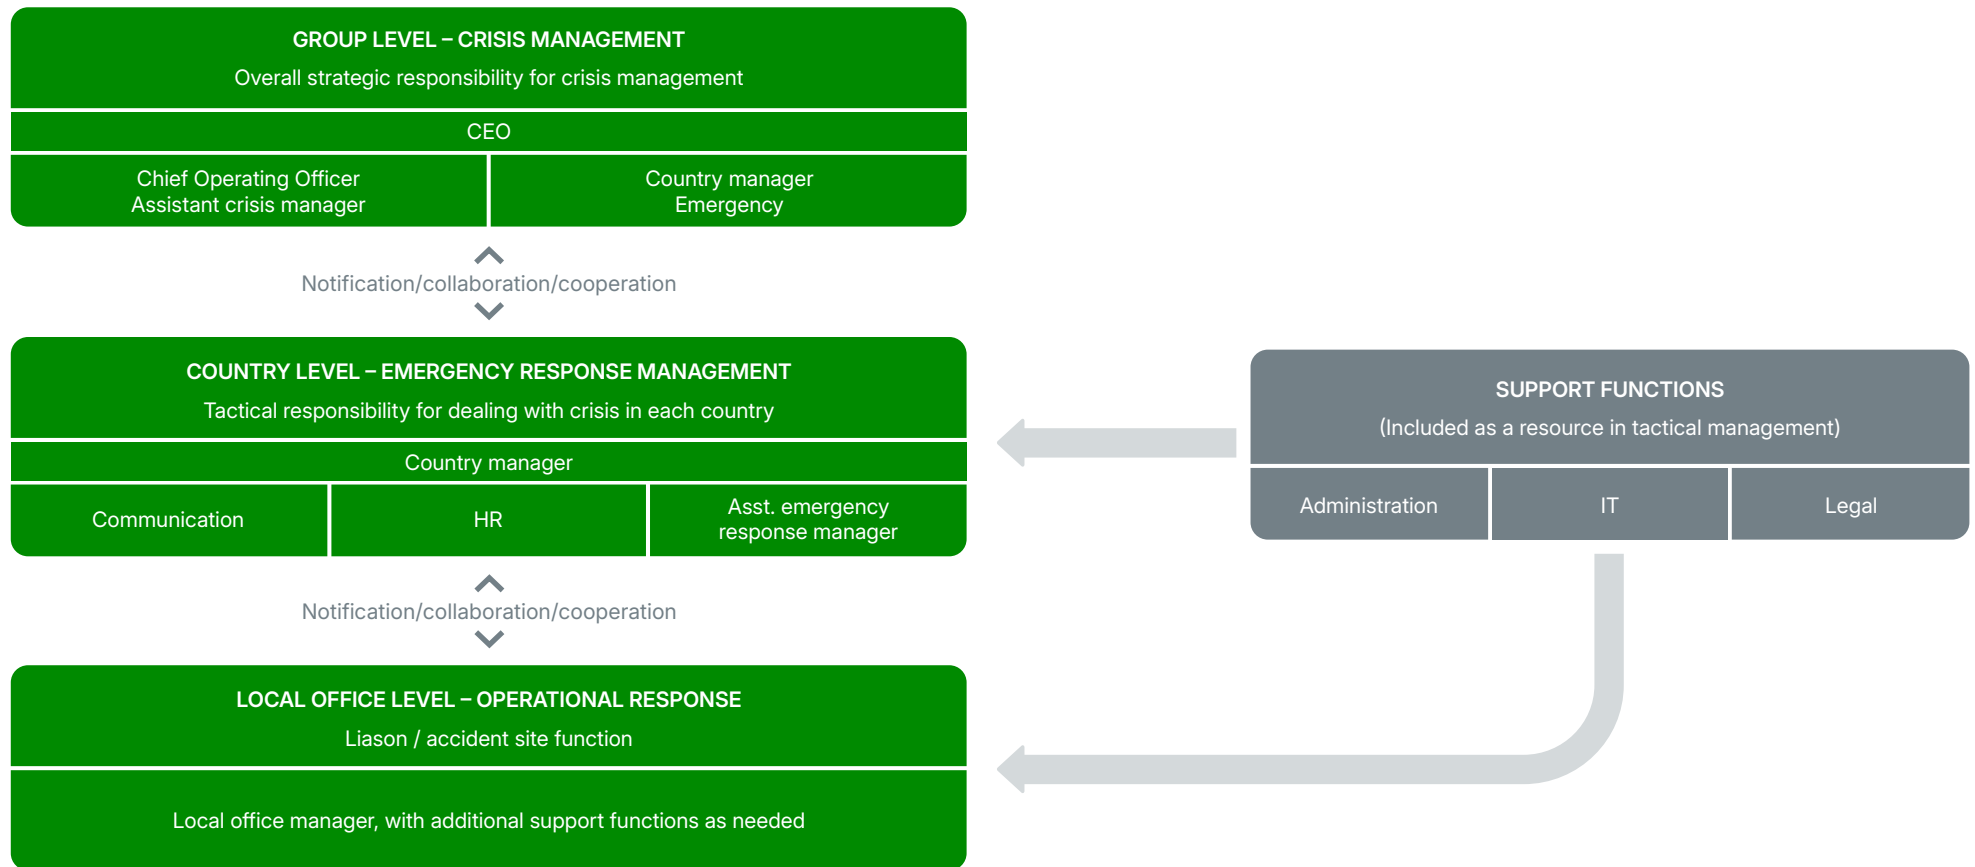 GROUP LEVEL – CRISIS MANAGEMENT
Overall strategic responsibility for crisis management
CEO
Chief Operating Officer
Assistant crisis manager
Country manager
Emergency
Notification/collaboration/cooperation
COUNTRY LEVEL – EMERGENCY RESPONSE MANAGEMENT
Tactical responsibility for dealing with crisis in each country
Country manager
Communication
HR
Asst. emergency
response manager
SUPPORT FUNCTIONS
(Included as a resource in tactical management)
Administration
IT
Legal
Notification/collaboration/cooperation
LOCAL OFFICE LEVEL – OPERATIONAL RESPONSE
Liason / accident site function
Local office manager, with additional support functions as needed